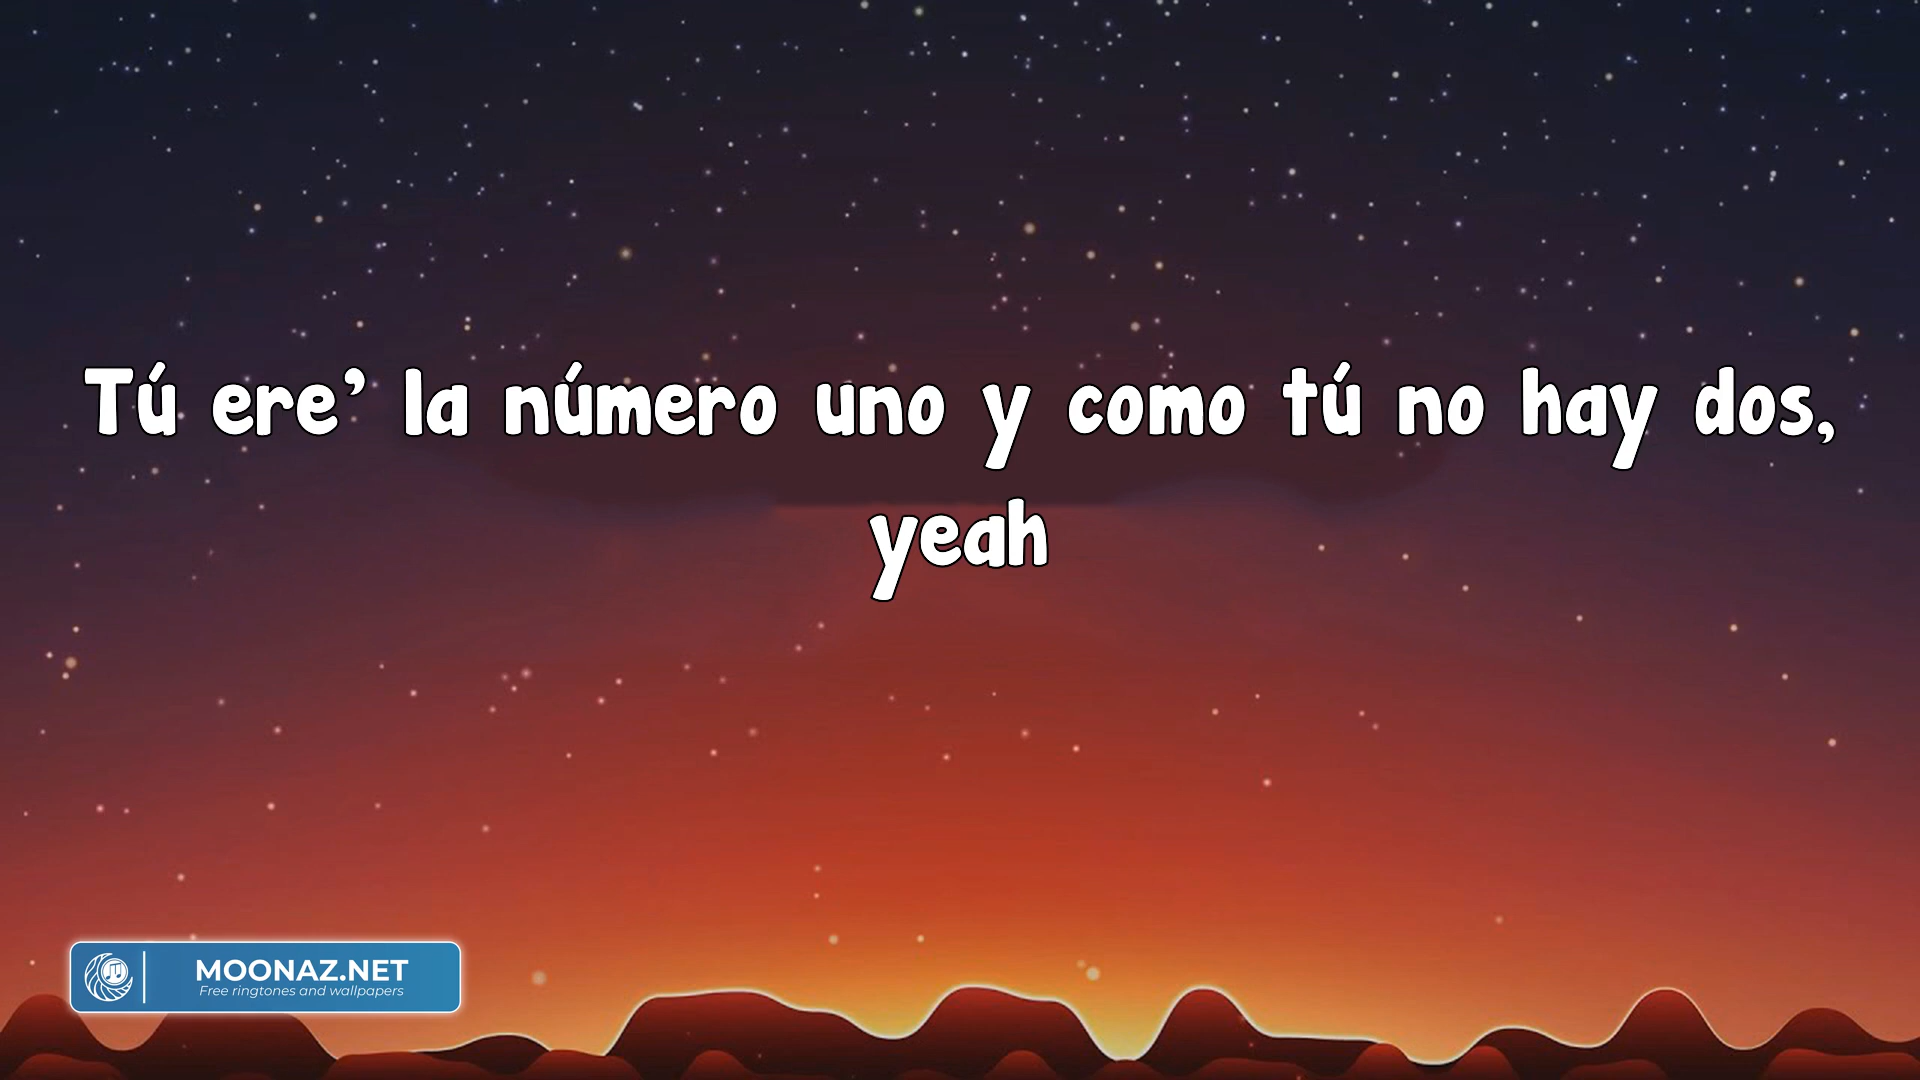 Tú ere’ la número uno y como tú no hay dos,
yeah
MOONAZ.NET
Free ringtones and wallpapers